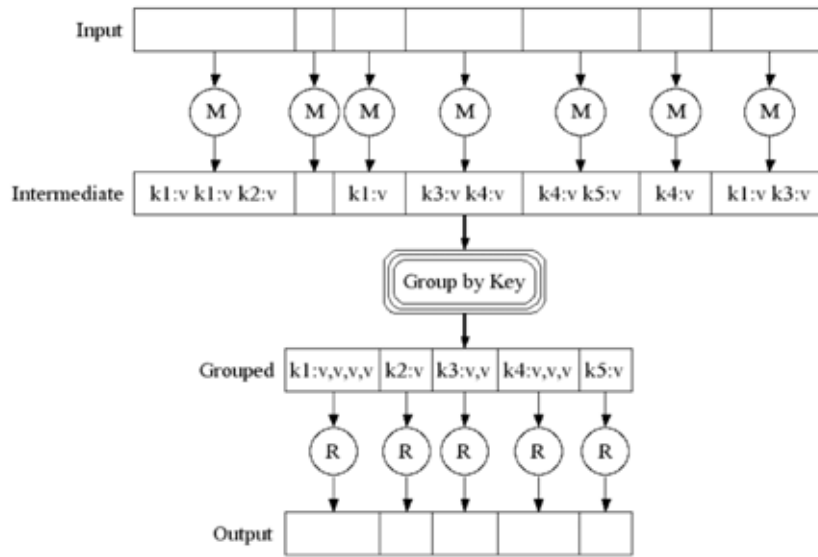 Input
M M M M M M M
Intermediate k1:v k1:v k2:v k1:v k3:v k4:v k4:v k5:v k4:v k1:v k3:v
Group by Key
Grouped k1:v,v,v,v k2:v k3:v,v k4:v,v,v k5:v
R R R R R
Output